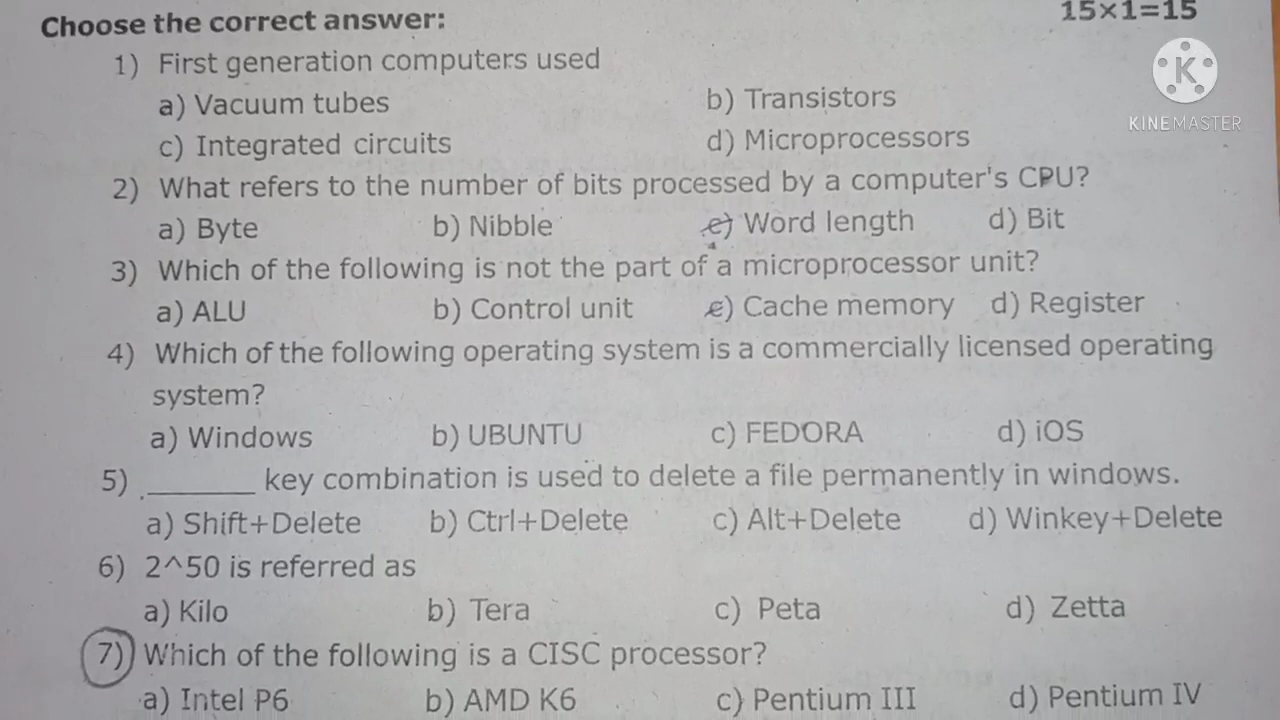 Choose the correct answer: 15×1=15
1) First generation computers used
a) Vacuum tubes b) Transistors
c) Integrated circuits d) Microprocessors
2) What refers to the number of bits processed by a computer's CPU?
a) Byte b) Nibble c) Word length d) Bit
3) Which of the following is not the part of a microprocessor unit?
a) ALU b) Control unit c) Cache memory d) Register
4) Which of the following operating system is a commercially licensed operating
system?
a) Windows b) UBUNTU c) FEDORA d) iOS
5) ________ key combination is used to delete a file permanently in windows.
a) Shift+Delete b) Ctrl+Delete c) Alt+Delete d) Winkey+Delete
6) 2^50 is referred as
a) Kilo b) Tera c) Peta d) Zetta
7) Which of the following is a CISC processor?
a) Intel P6 b) AMD K6 c) Pentium III d) Pentium IV
K
KINEMASTER